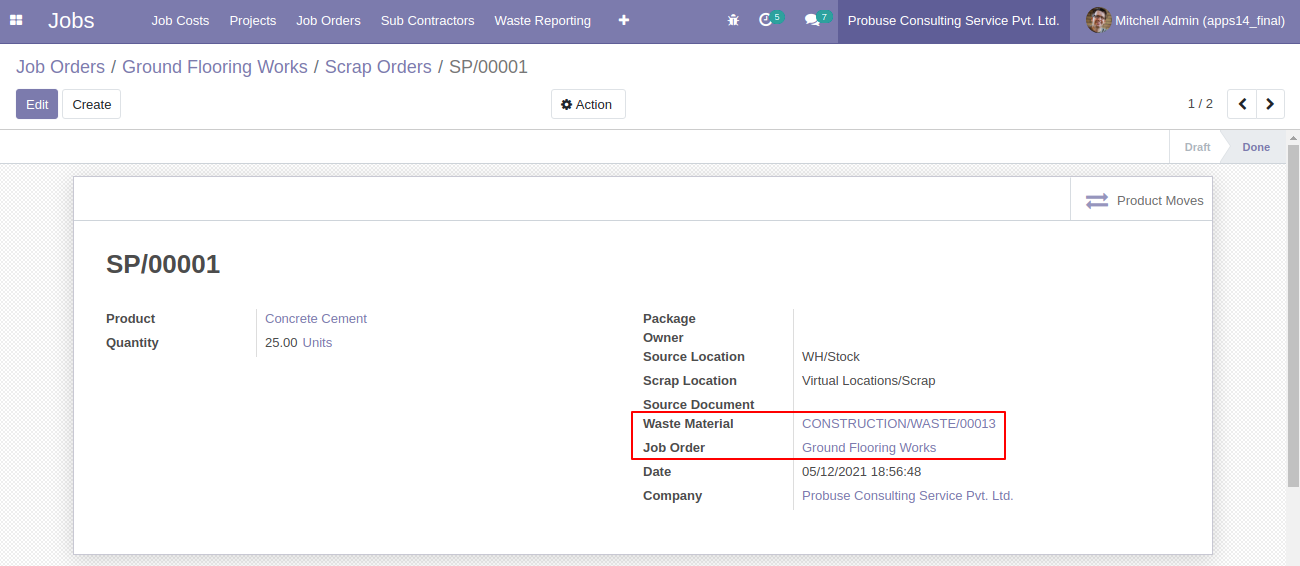 Jobs Job Costs Projects Job Orders Sub Contractors Waste Reporting 5 7 Probuse Consulting Service Pvt. Ltd. Mitchell Admin (apps14_final)
Job Orders / Ground Flooring Works / Scrap Orders / SP/00001
Edit Create Action 1 / 2
Draft Done
Product Moves
SP/00001
Product Concrete Cement
Quantity 25.00 Units
Package
Owner
Source Location WH/Stock
Scrap Location Virtual Locations/Scrap
Source Document
Waste Material CONSTRUCTION/WASTE/00013
Job Order Ground Flooring Works
Date 05/12/2021 18:56:48
Company Probuse Consulting Service Pvt. Ltd.